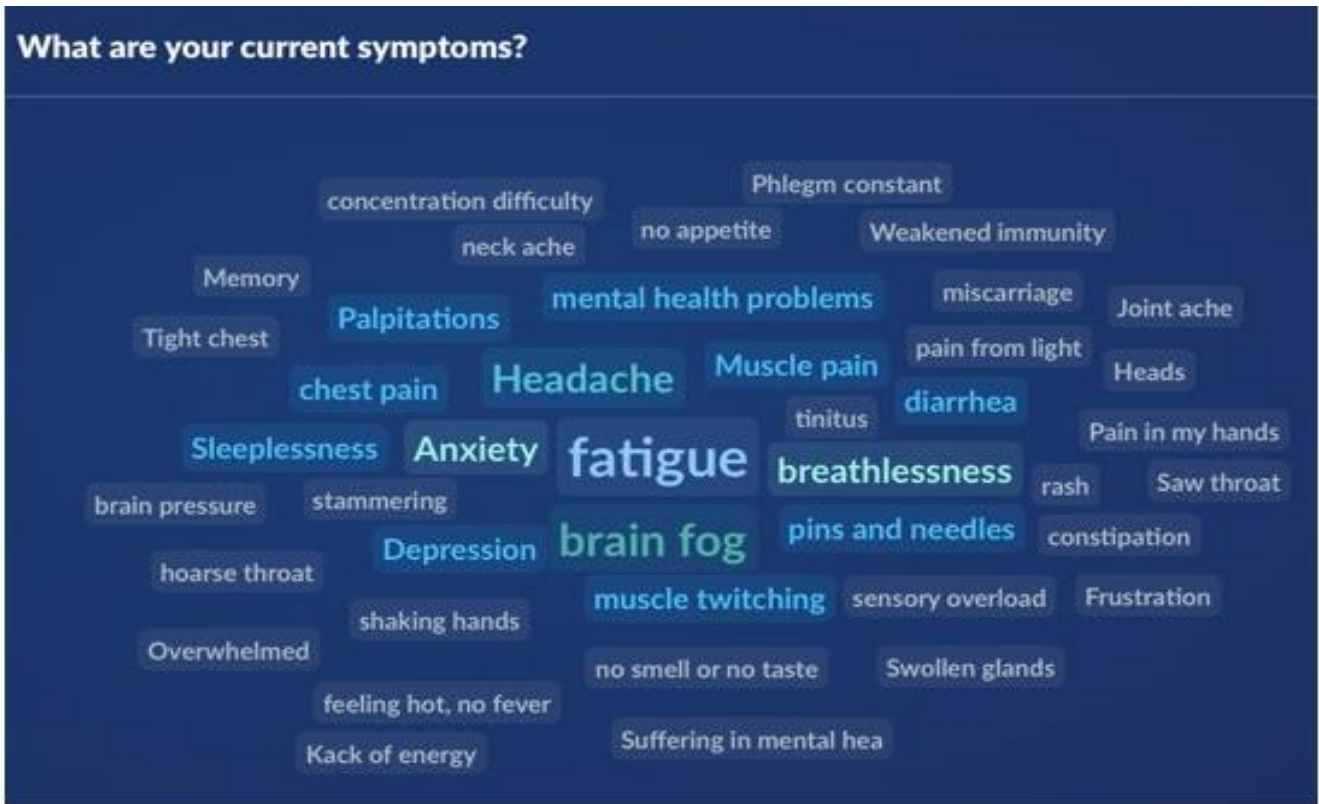 What are your current symptoms?
Phlegm constant
concentration difficulty
no appetite
Weakened immunity
neck ache
Memory
mental health problems
miscarriage
Joint ache
Palpitations
Tight chest
pain from light
Muscle pain
Heads
Headache
chest pain
diarrhea
tinitus
Pain in my hands
Sleeplessness
Anxiety
fatigue
breathlessness
rash
Saw throat
brain pressure
stammering
pins and needles
constipation
Depression
brain fog
hoarse throat
muscle twitching
sensory overload
Frustration
shaking hands
Overwhelmed
no smell or no taste
Swollen glands
feeling hot, no fever
Suffering in mental hea
Kack of energy